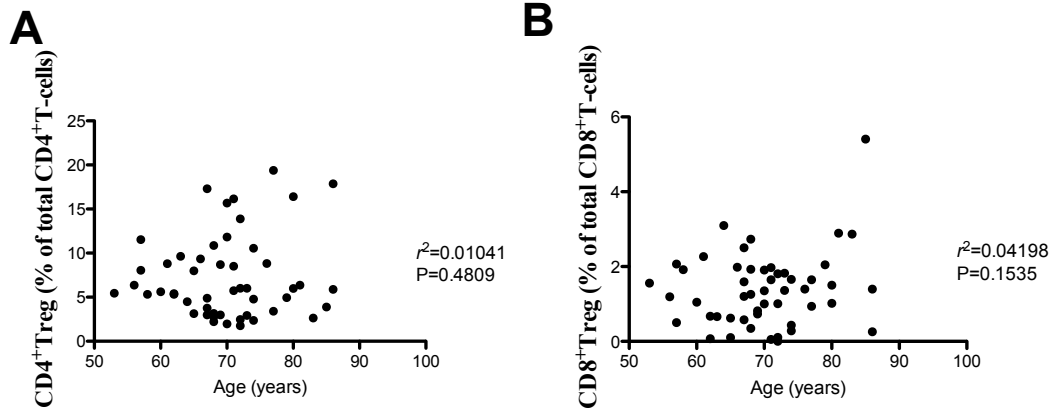 A
CD4⁺Treg (% of total CD4⁺T-cells)
25
20
15
10
5
0
50
60
70
80
90
100
Age (years)
r²=0.01041
P=0.4809
B
CD8⁺Treg (% of total CD8⁺T-cells)
6
4
2
0
50
60
70
80
90
100
Age (years)
r²=0.04198
P=0.1535